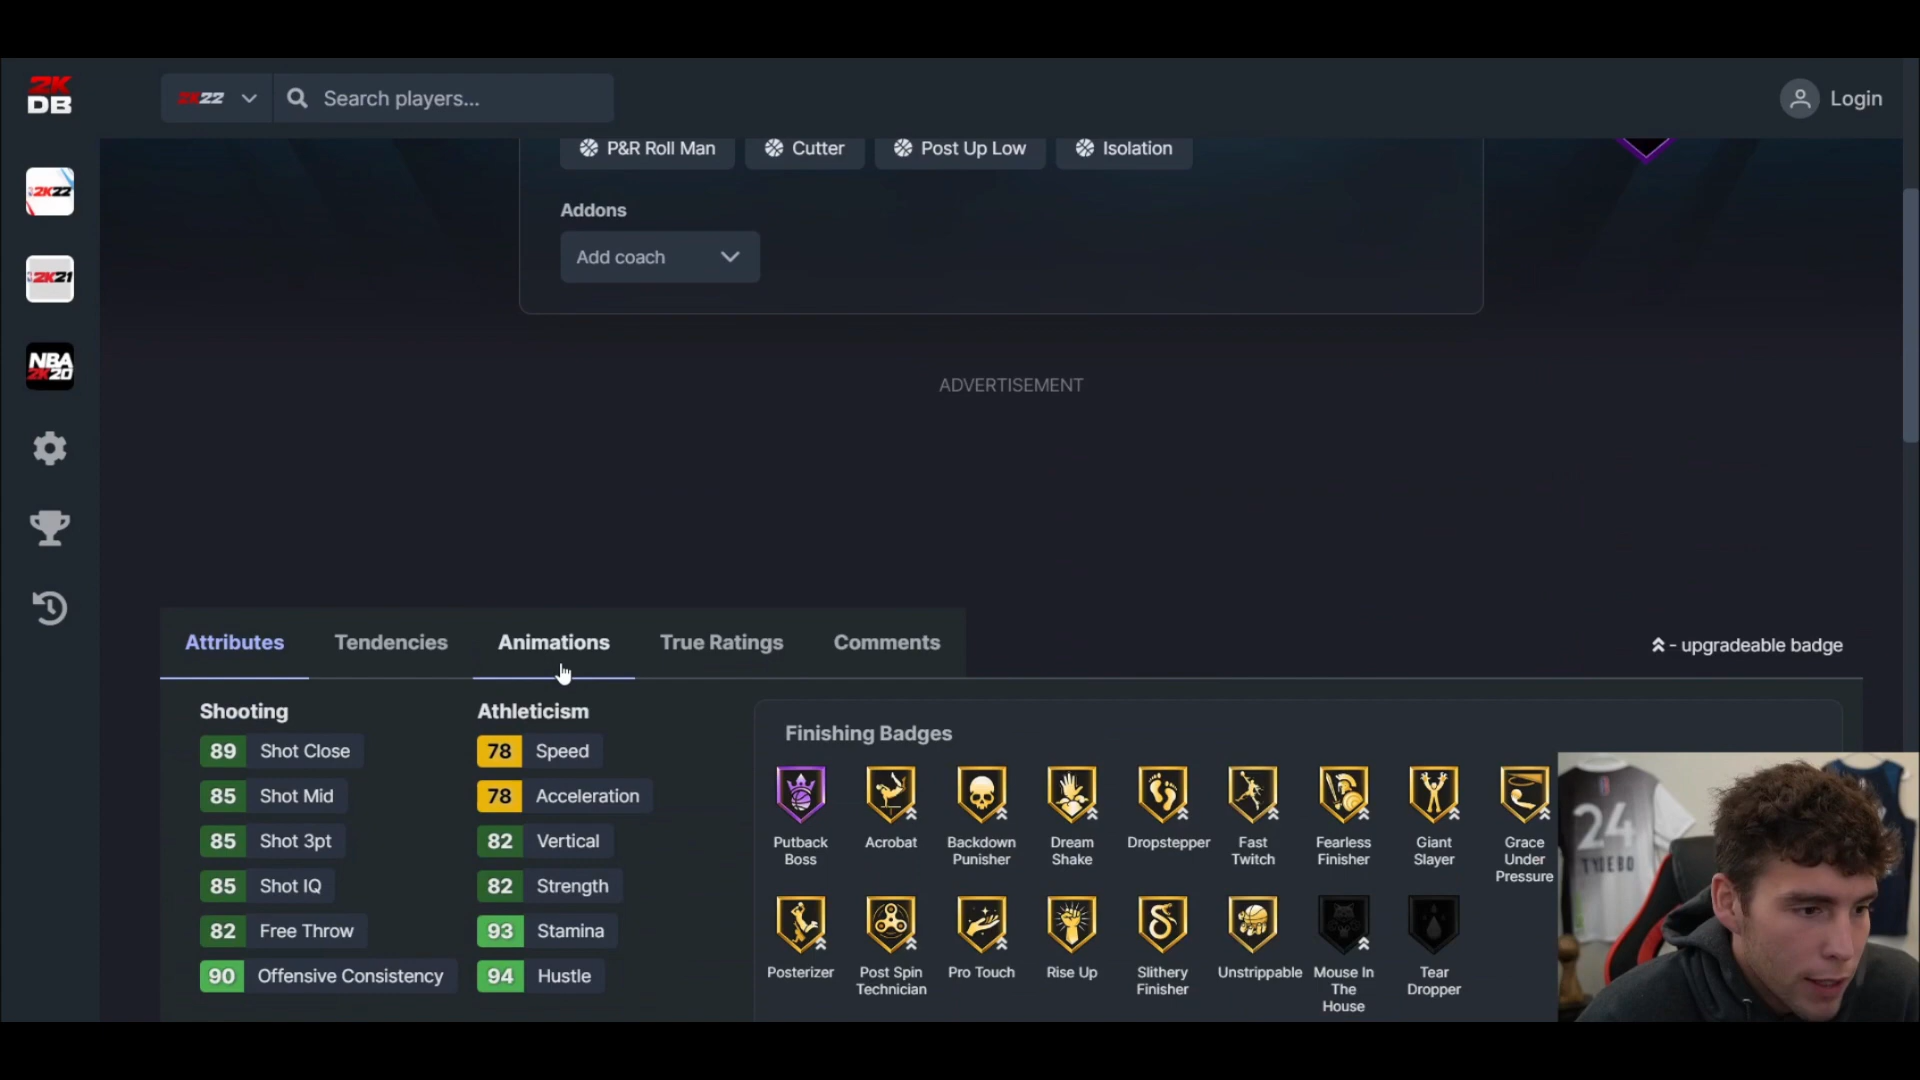 2K
DB
2K22
Search players...
Login
2K22
2K21
NBA
2K20
P&R Roll Man
Cutter
Post Up Low
Isolation
Addons
Add coach
ADVERTISEMENT
Attributes
Tendencies
Animations
True Ratings
Comments
- upgradeable badge
Shooting
89 Shot Close
85 Shot Mid
85 Shot 3pt
85 Shot IQ
82 Free Throw
90 Offensive Consistency
Athleticism
78 Speed
78 Acceleration
82 Vertical
82 Strength
93 Stamina
94 Hustle
Finishing Badges
Putback
Boss
Acrobat
Backdown
Punisher
Dream
Shake
Dropstepper
Fast
Twitch
Fearless
Finisher
Giant
Slayer
Grace
Under
Pressure
Posterizer
Post Spin
Technician
Pro Touch
Rise Up
Slithery
Finisher
Unstrippable
Mouse In
The
House
Tear
Dropper
24